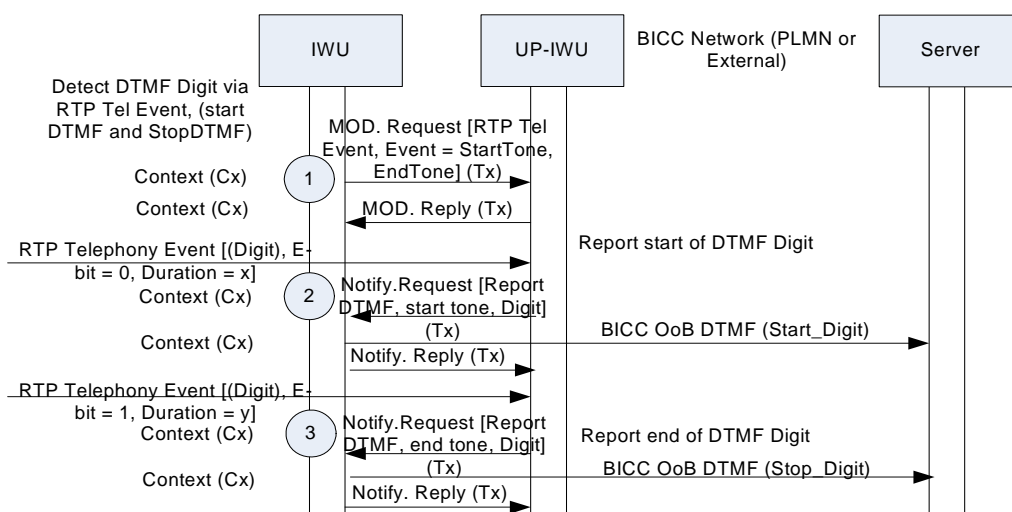 IWU
UP-IWU
BICC Network (PLMN or
External)
Server
Detect DTMF Digit via
RTP Tel Event, (start
DTMF and StopDTMF)
MOD. Request [RTP Tel
Event, Event = StartTone,
EndTone] (Tx)
Context (Cx)
1
Context (Cx)
MOD. Reply (Tx)
RTP Telephony Event [(Digit), E-
bit = 0, Duration = x]
Report start of DTMF Digit
Context (Cx)
2
Notify.Request [Report
DTMF, start tone, Digit]
(Tx)
BICC OoB DTMF (Start_Digit)
Context (Cx)
Notify. Reply (Tx)
RTP Telephony Event [(Digit), E-
bit = 1, Duration = y]
Context (Cx)
3
Notify.Request [Report
DTMF, end tone, Digit]
(Tx)
Report end of DTMF Digit
BICC OoB DTMF (Stop_Digit)
Context (Cx)
Notify. Reply (Tx)